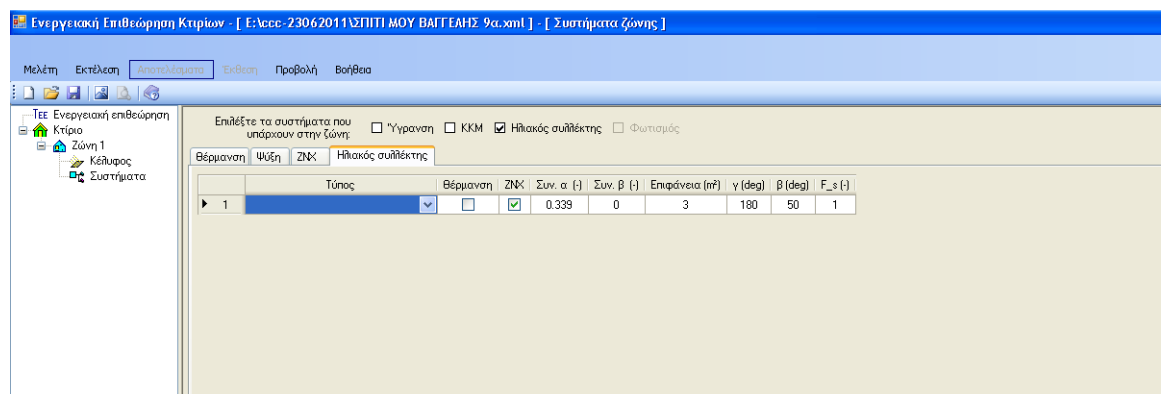 Ενεργειακή Επιθεώρηση Κτιρίων - [ E:\ccc-23062011\ΣΠΙΤΙ ΜΟΥ ΒΑΓΓΕΛΗΣ 9α.xml ] - [ Συστήματα ζώνης ]
Μελέτη Εκτέλεση Αποτελέσματα Έκθεση Προβολή Βοήθεια
ΤΕΕ Ενεργειακή επιθεώρηση
Κτίριο
Ζώνη 1
Κέλυφος
Συστήματα
Επιλέξτε τα συστήματα που
υπάρχουν στην ζώνη: Ύγρανση ΚΚΜ Ηλιακός συλλέκτης Φωτισμός
Θέρμανση Ψύξη ΖΝΧ Ηλιακός συλλέκτης
Τύπος Θέρμανση ΖΝΧ Συν. α (-) Συν. β (-) Επιφάνεια (m²) γ (deg) β (deg) F_s (-)
1 0.339 0 3 180 50 1